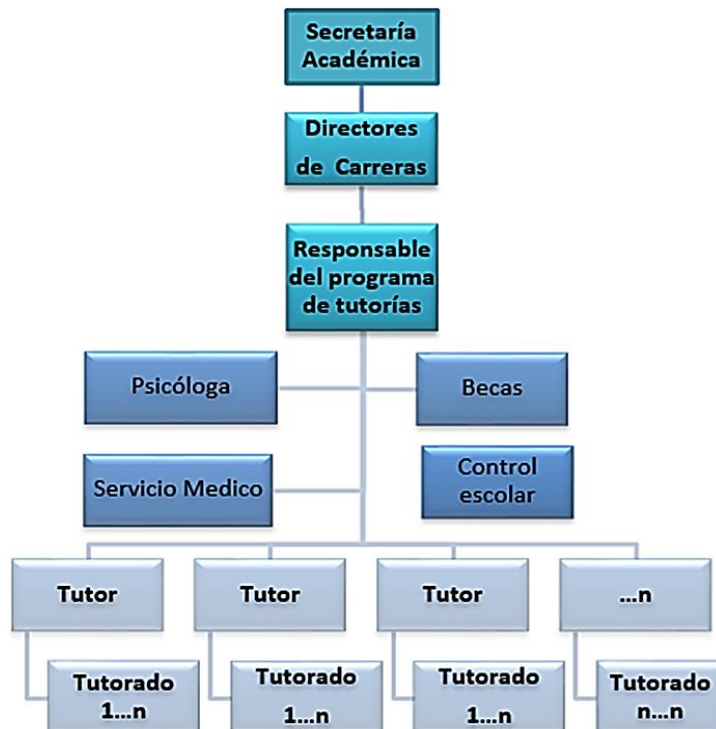 Secretaría
Académica
Directores
de Carreras
Responsable
del programa
de tutorías
Psicóloga
Becas
Servicio Medico
Control
escolar
Tutor
Tutor
Tutor
...n
Tutorado
1...n
Tutorado
1...n
Tutorado
1...n
Tutorado
n...n